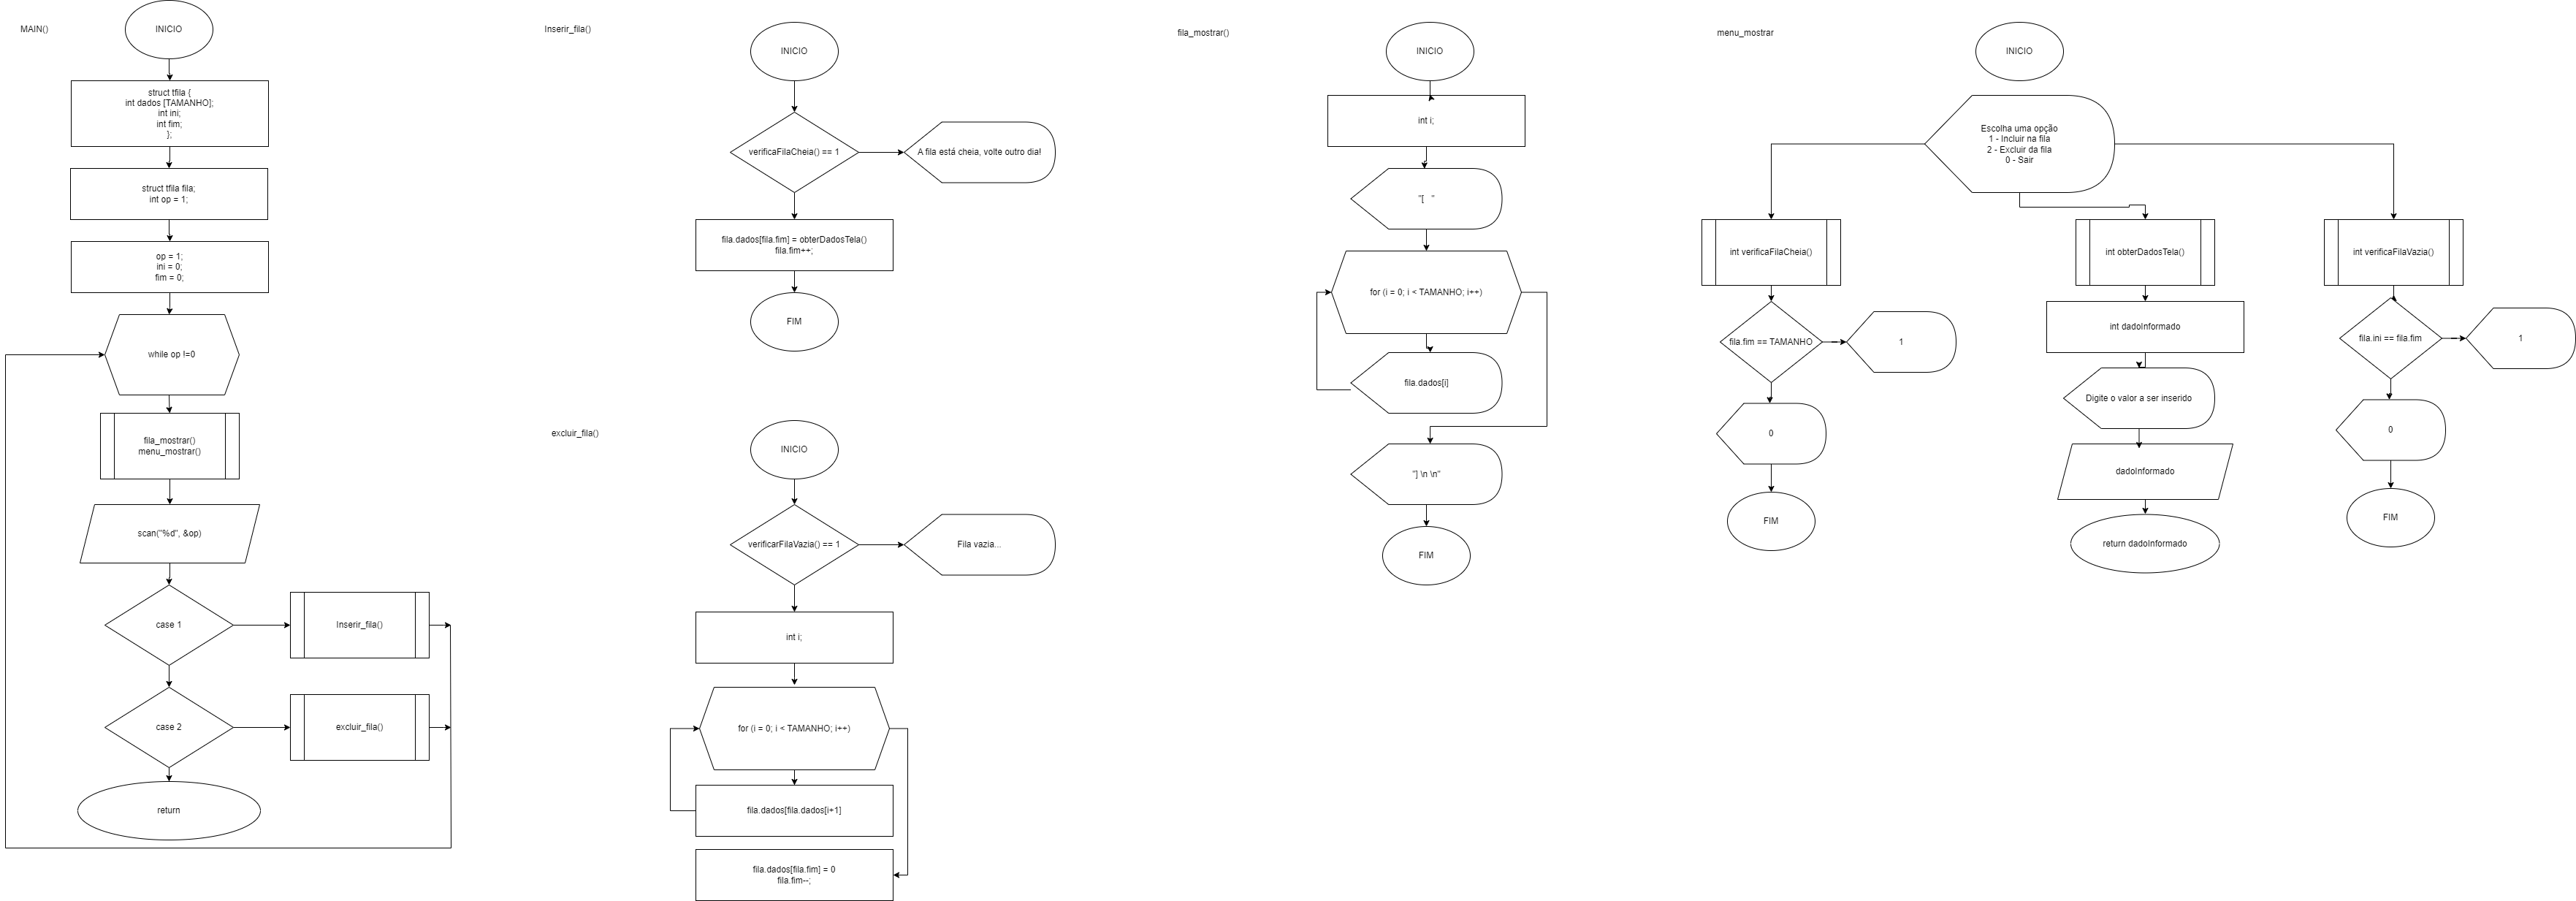 MAIN()
INICIO
struct tfila {
int dados [TAMANHO];
int ini;
int fim;
};
struct tfila fila;
int op = 1;
op = 1;
ini = 0;
fim = 0;
while op !=0
fila_mostrar()
menu_mostrar()
scan("%d", &op)
case 1
Inserir_fila()
case 2
excluir_fila()
return
Inserir_fila()
INICIO
verificaFilaCheia() == 1
A fila está cheia, volte outro dia!
fila.dados[fila.fim] = obterDadosTela()
fila.fim++;
FIM
excluir_fila()
INICIO
verificarFilaVazia() == 1
Fila vazia...
int i;
for (i = 0; i < TAMANHO; i++)
fila.dados[fila.dados[i+1]
fila.dados[fila.fim] = 0
fila.fim--;
fila_mostrar()
INICIO
int i;
"[   "
for (i = 0; i < TAMANHO; i++)
fila.dados[i]
"] \n \n"
FIM
menu_mostrar
INICIO
Escolha uma opção
1 - Incluir na fila
2 - Excluir da fila
0 - Sair
int verificaFilaCheia()
fila.fim == TAMANHO
1
0
FIM
int obterDadosTela()
int dadoInformado
Digite o valor a ser inserido
dadoInformado
return dadoInformado
int verificaFilaVazia()
fila.ini == fila.fim
1
0
FIM